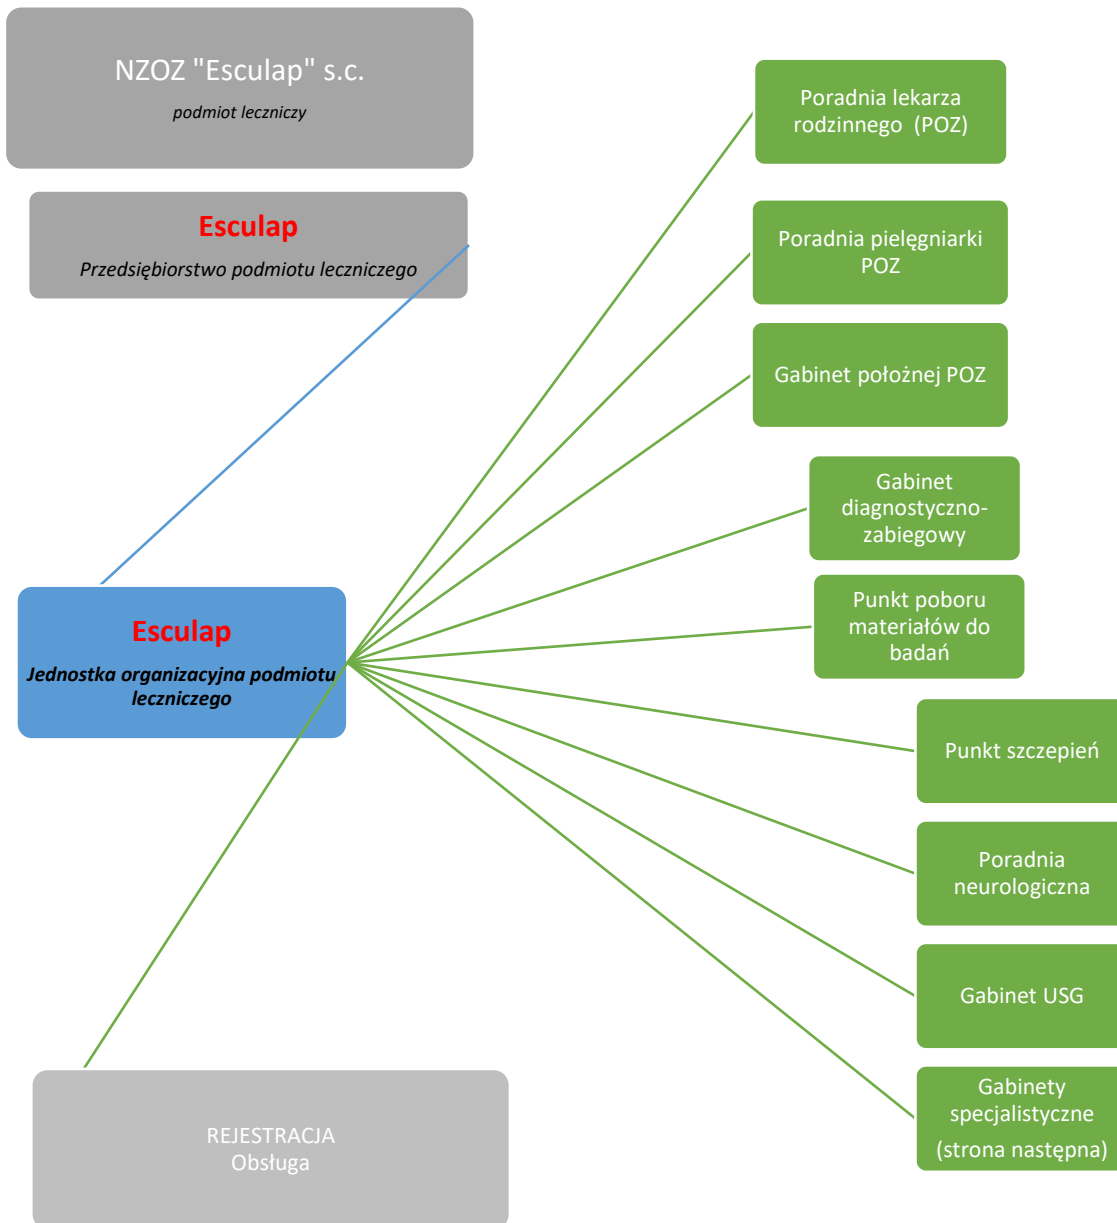 NZOZ "Esculap" s.c.
podmiot leczniczy
Esculap
Przedsiębiorstwo podmiotu leczniczego
Esculap
Jednostka organizacyjna podmiotu
leczniczego
REJESTRACJA
Obsługa
Poradnia lekarza
rodzinnego (POZ)
Poradnia pielęgniarki
POZ
Gabinet położnej POZ
Gabinet
diagnostyczno-
zabiegowy
Punkt poboru
materiałów do
badań
Punkt szczepień
Poradnia
neurologiczna
Gabinet USG
Gabinety
specjalistyczne
(strona następna)